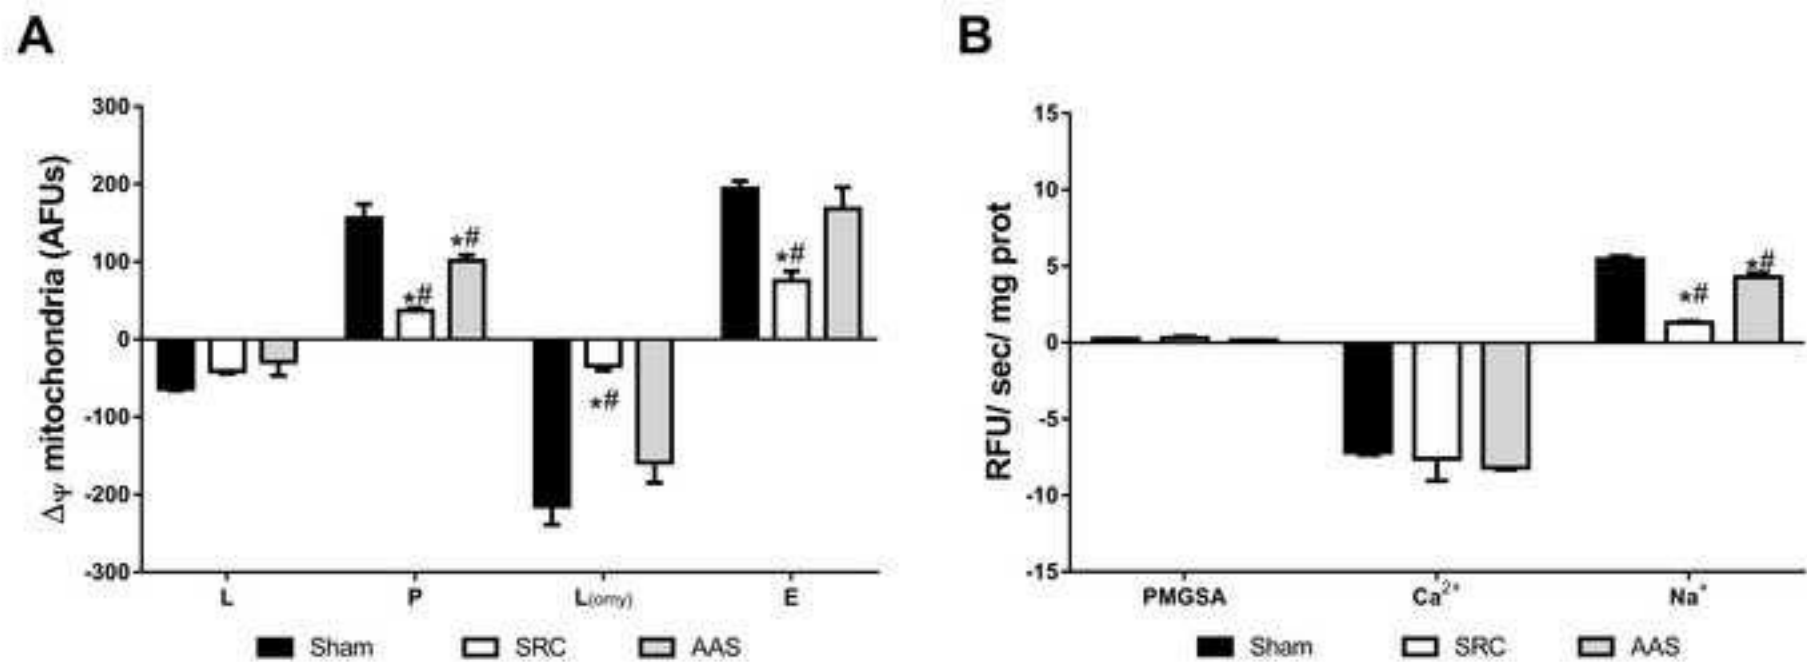 A
B
Δψ mitochondria (AFUs)
300
200
100
0
-100
-200
-300
*#
*#
*#
*#
L
P
L(omy)
E
Sham
SRC
AAS
RFU/ sec/ mg prot
15
10
5
0
-5
-10
-15
*#
*#
PMGSA
Ca²⁺
Na⁺
Sham
SRC
AAS